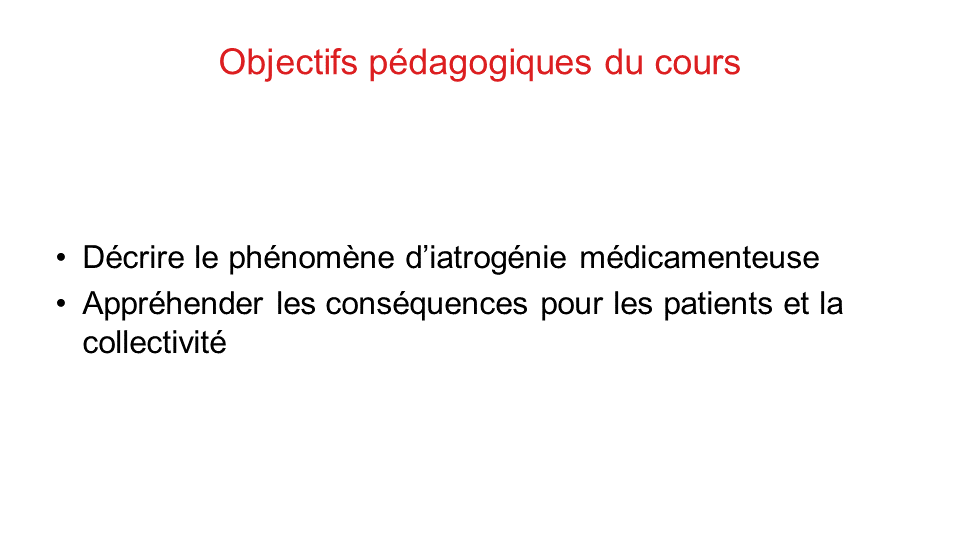 Objectifs pédagogiques du cours
• Décrire le phénomène d’iatrogénie médicamenteuse
• Appréhender les conséquences pour les patients et la
collectivité